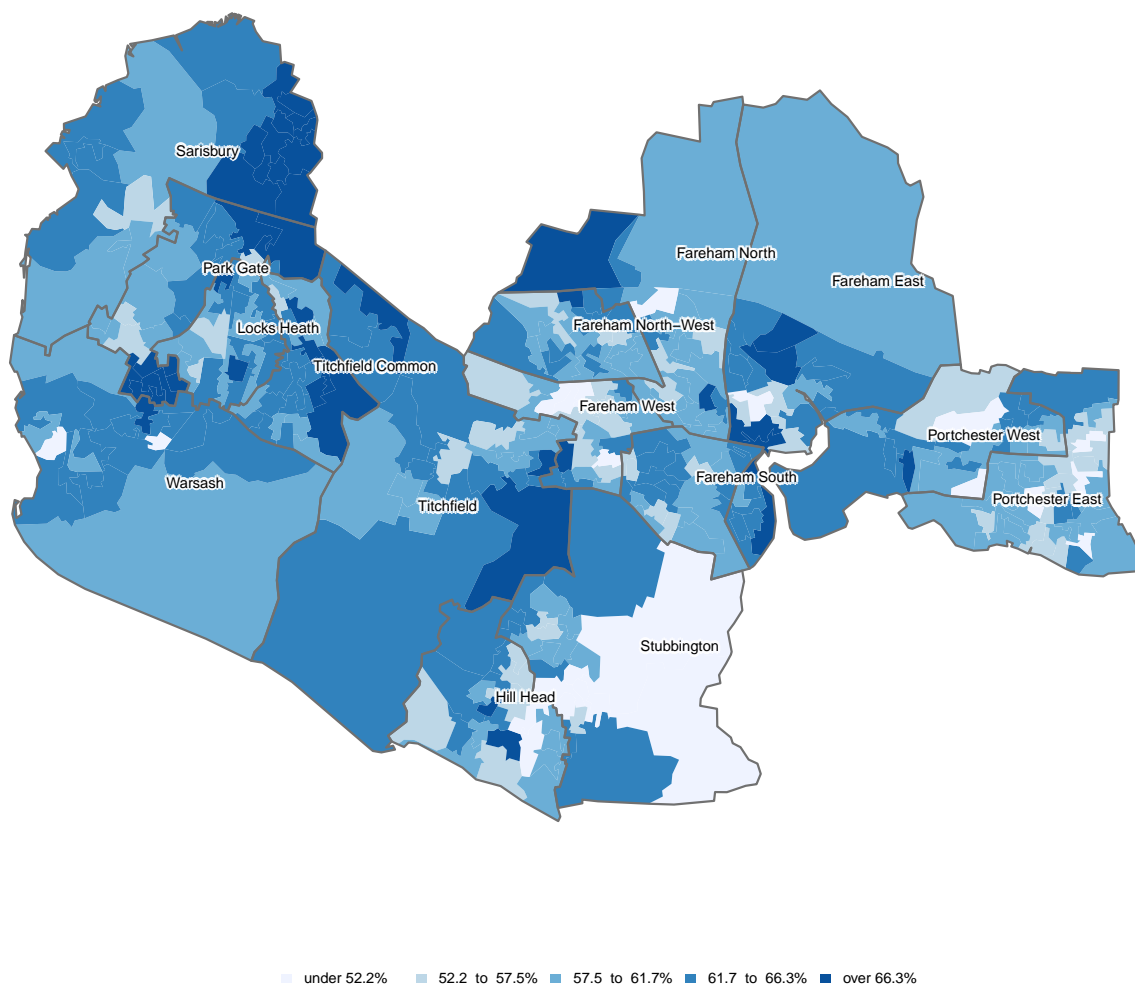 Sarisbury
Fareham North
Park Gate
Fareham East
Locks Heath
Fareham North−West
Titchfield Common
Fareham West
Portchester West
Warsash
Fareham South
Titchfield
Portchester East
Stubbington
Hill Head
under 52.2%
52.2 to 57.5%
57.5 to 61.7%
61.7 to 66.3%
over 66.3%